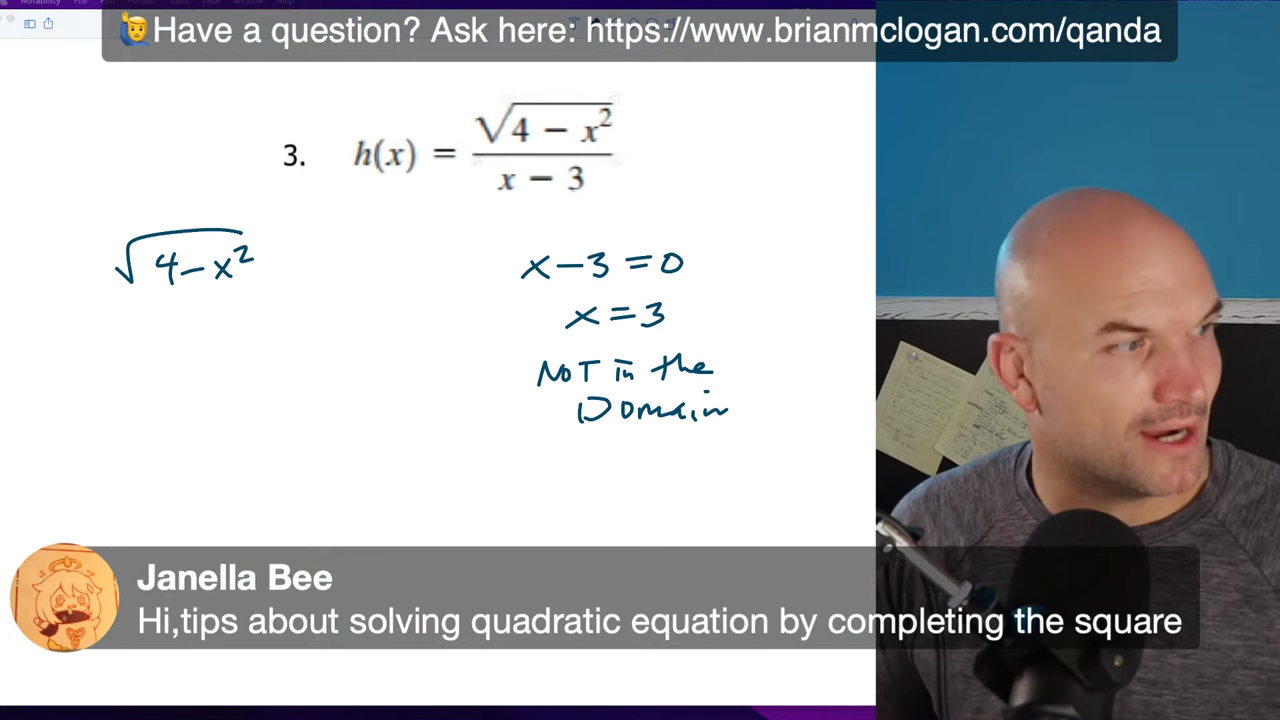 🙋‍♂️Have a question? Ask here: https://www.brianmclogan.com/qanda
3. h(x) = √(4 − x²) / (x − 3)
√(4−x²)
x−3=0
x=3
NOT in the
Domain
Janella Bee
Hi,tips about solving quadratic equation by completing the square